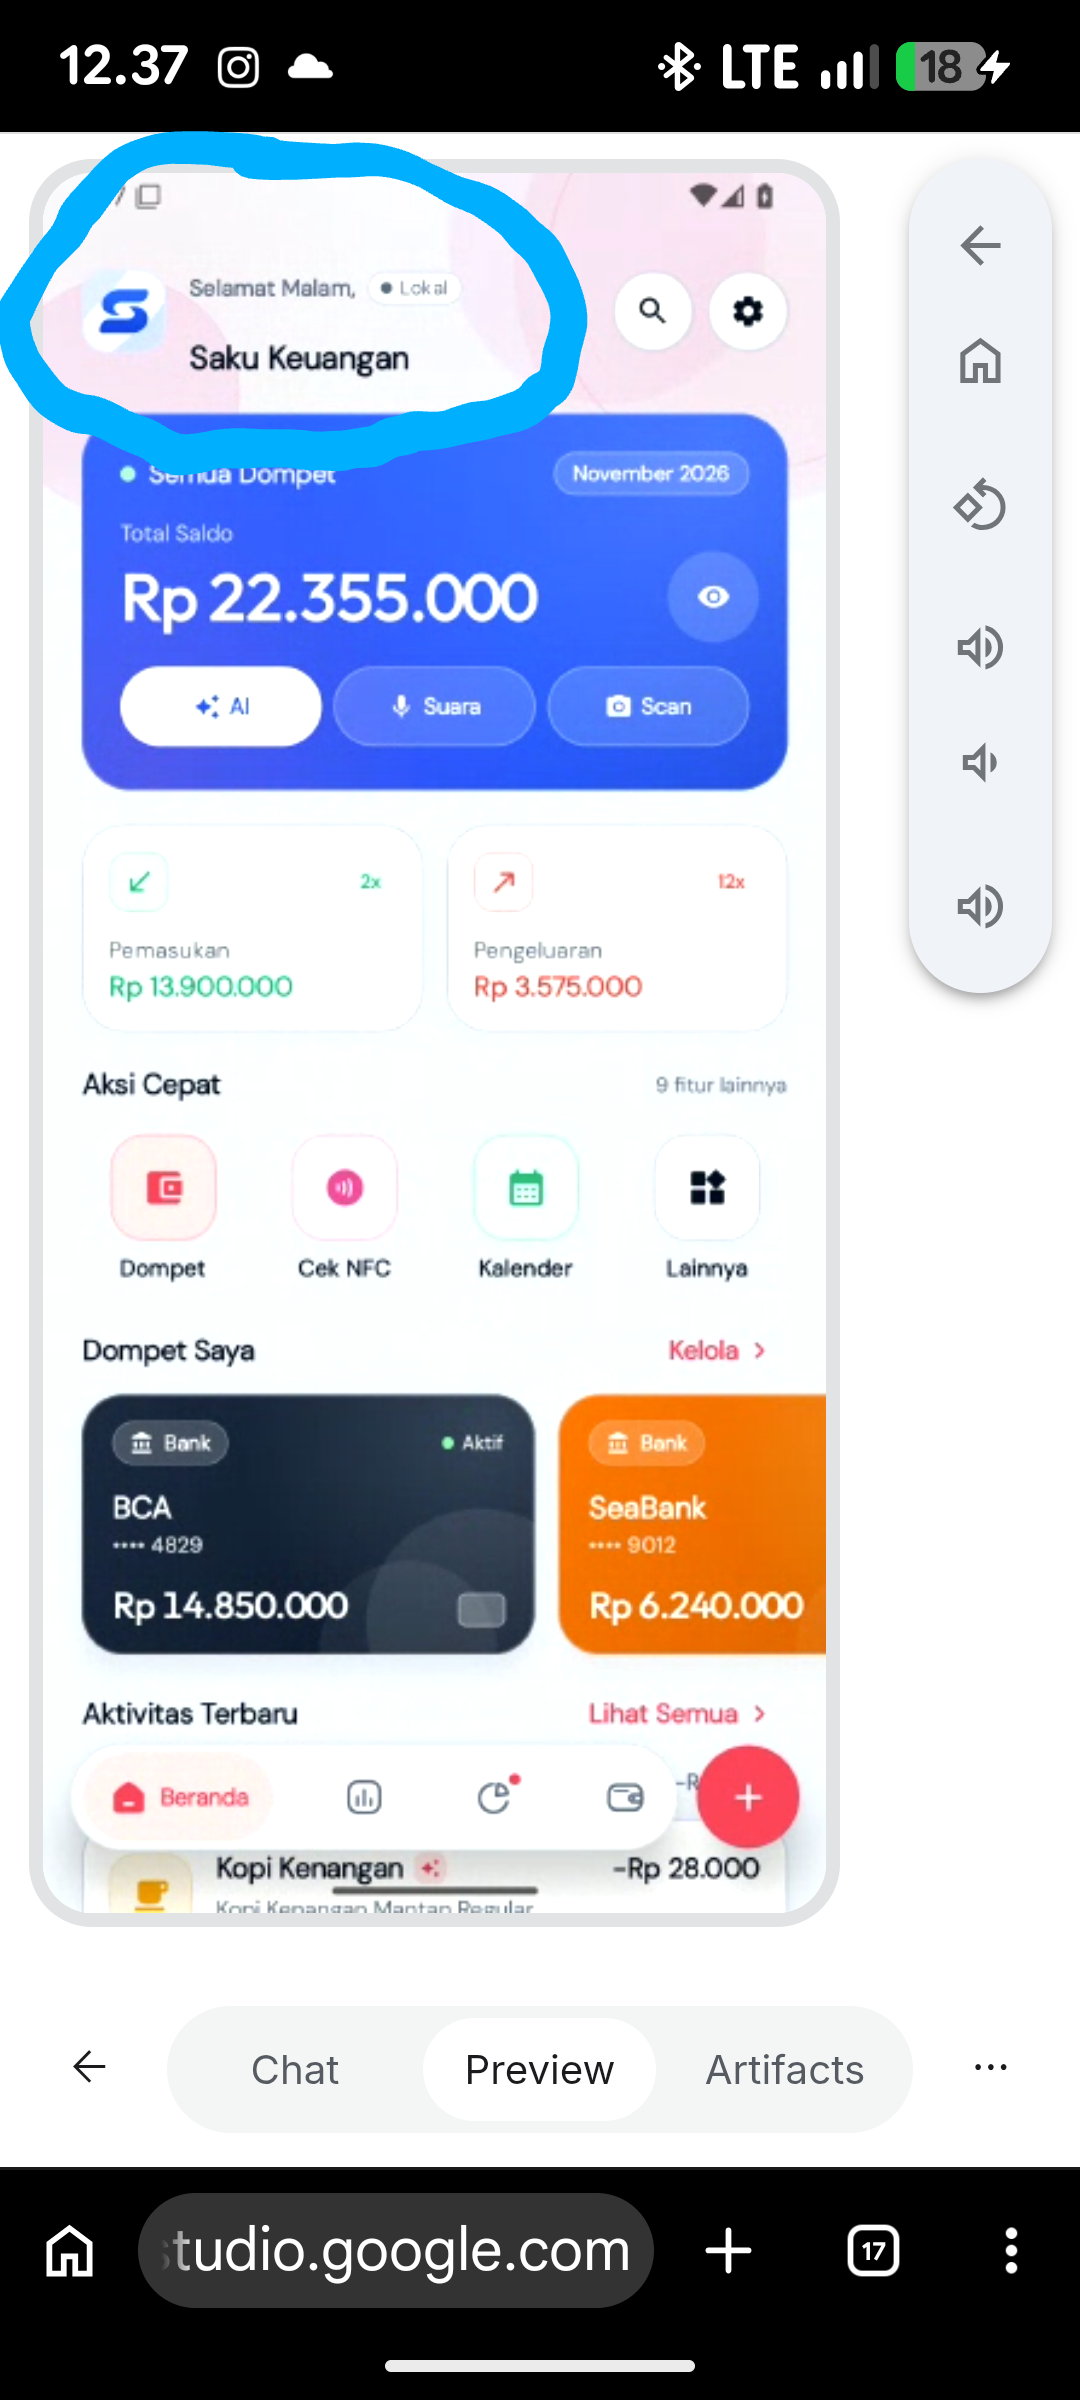 12.37
LTE
18
Selamat Malam,
Lokal
Saku Keuangan
Semua Dompet
November 2026
Total Saldo
Rp 22.355.000
AI
Suara
Scan
2x
12x
Pemasukan
Pengeluaran
Rp 13.900.000
Rp 3.575.000
Aksi Cepat
9 fitur lainnya
Dompet
Cek NFC
Kalender
Lainnya
Dompet Saya
Kelola
Bank
Aktif
Bank
BCA
SeaBank
•••• 4829
•••• 9012
Rp 14.850.000
Rp 6.240.000
Aktivitas Terbaru
Lihat Semua
Beranda
-R
+
Kopi Kenangan
-Rp 28.000
Kopi Kenangan Mantap Regular
Chat
Preview
Artifacts
tudio.google.com
17